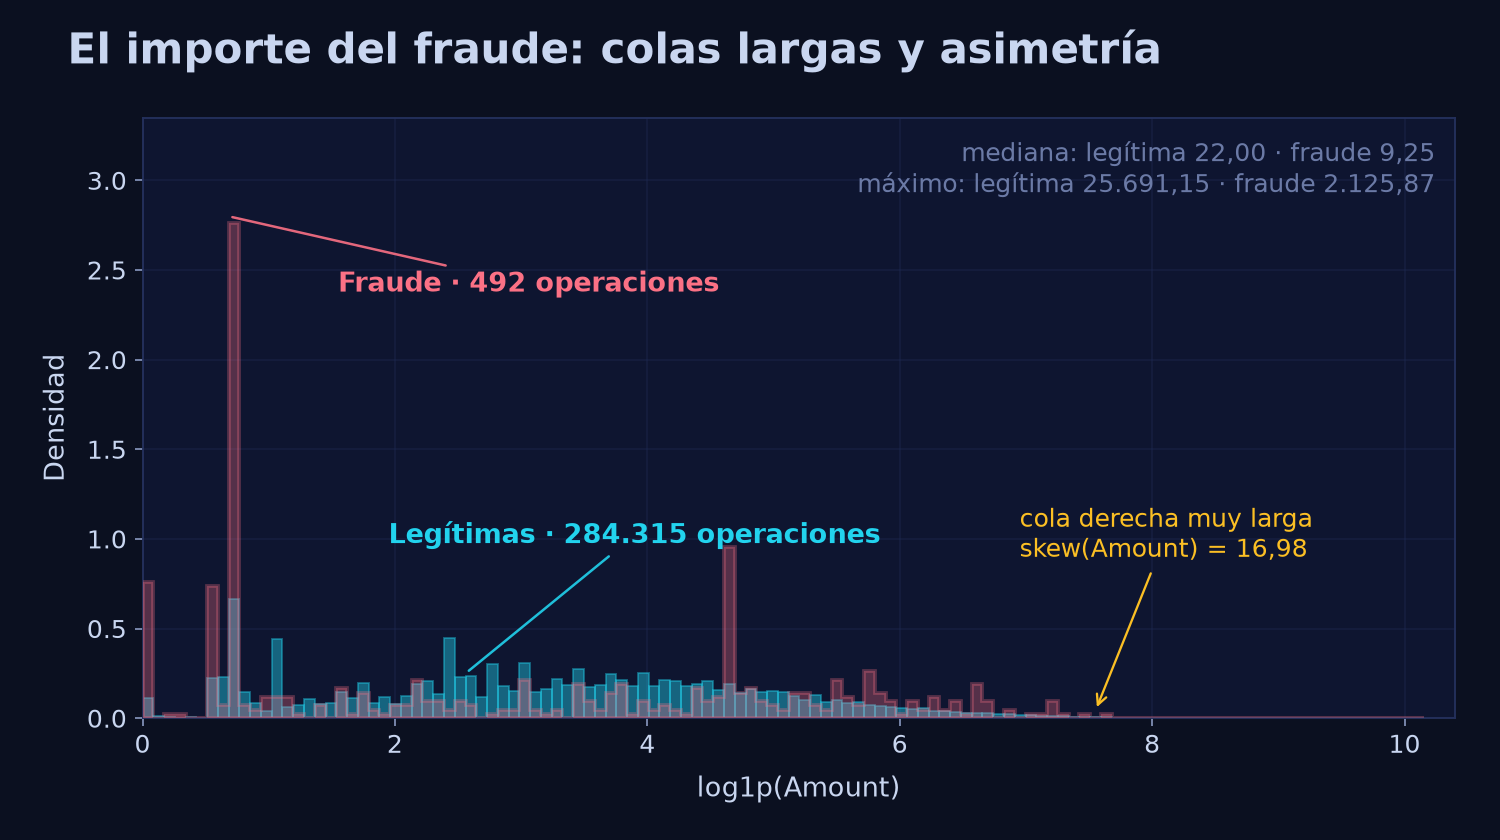 El importe del fraude: colas largas y asimetría
mediana: legítima 22,00 · fraude 9,25
máximo: legítima 25.691,15 · fraude 2.125,87
Fraude · 492 operaciones
Legítimas · 284.315 operaciones
cola derecha muy larga
skew(Amount) = 16,98
Densidad
3.0
2.5
2.0
1.5
1.0
0.5
0.0
0 2 4 6 8 10
log1p(Amount)